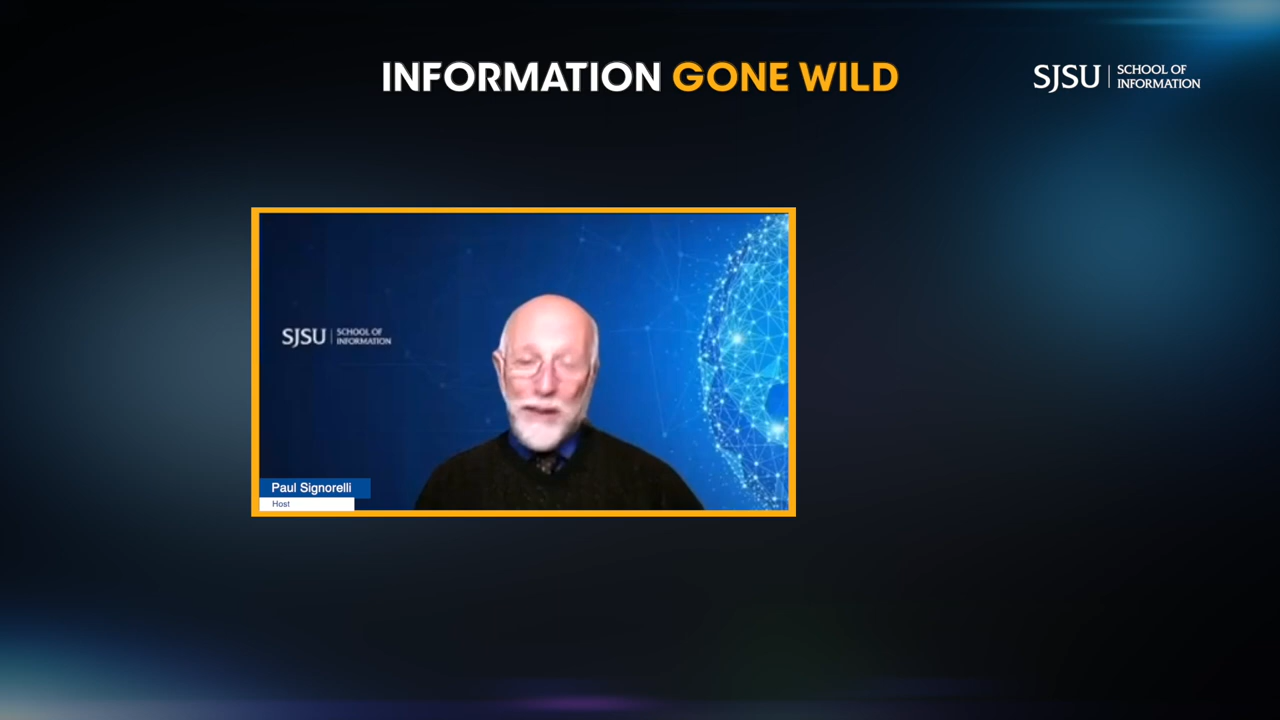 INFORMATION GONE WILD
SJSU | SCHOOL OF
INFORMATION
SJSU | SCHOOL OF
INFORMATION
Paul Signorelli
Host